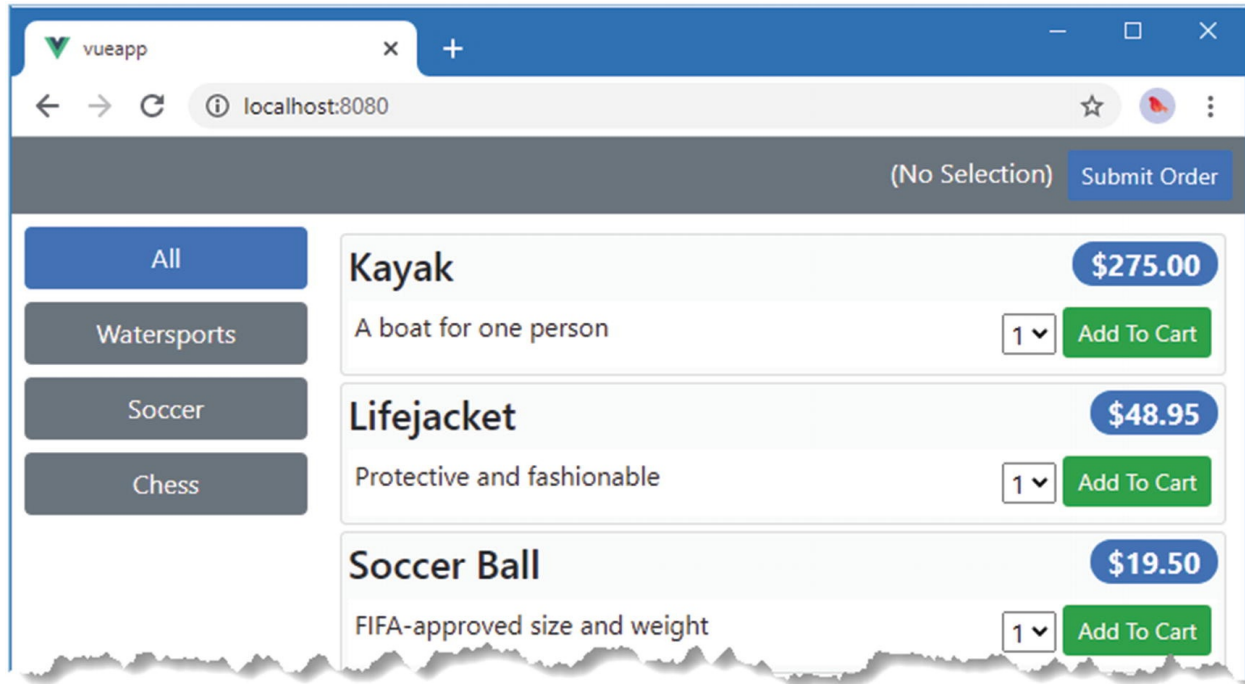 vueapp
localhost:8080
(No Selection) Submit Order
All
Watersports
Soccer
Chess
Kayak $275.00
A boat for one person 1 Add To Cart
Lifejacket $48.95
Protective and fashionable 1 Add To Cart
Soccer Ball $19.50
FIFA-approved size and weight 1 Add To Cart